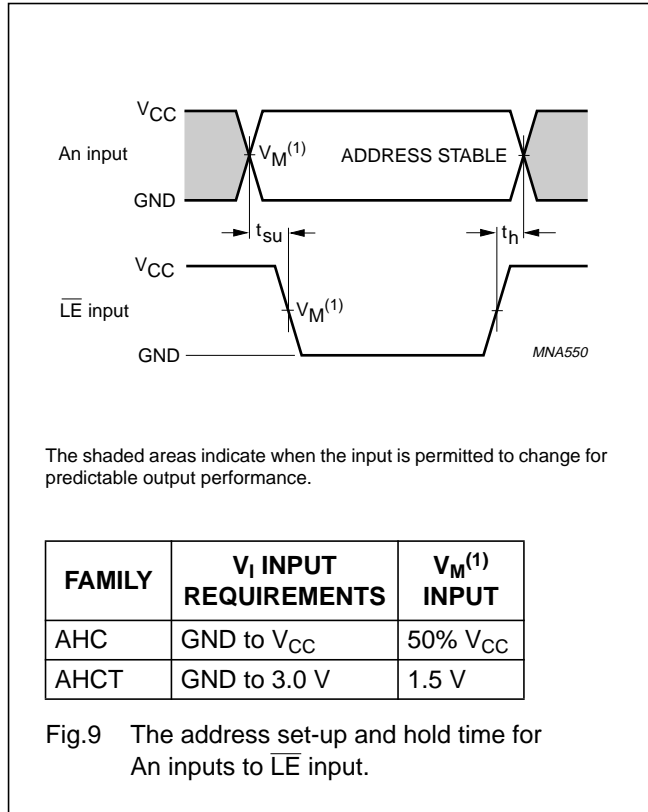 VCC
An input
VM(1)
ADDRESS STABLE
GND
tsu
th
VCC
LE input
VM(1)
GND
MNA550
The shaded areas indicate when the input is permitted to change for
predictable output performance.
FAMILY VI INPUT REQUIREMENTS VM(1) INPUT
AHC GND to VCC 50% VCC
AHCT GND to 3.0 V 1.5 V
Fig.9 The address set-up and hold time for
An inputs to LE input.